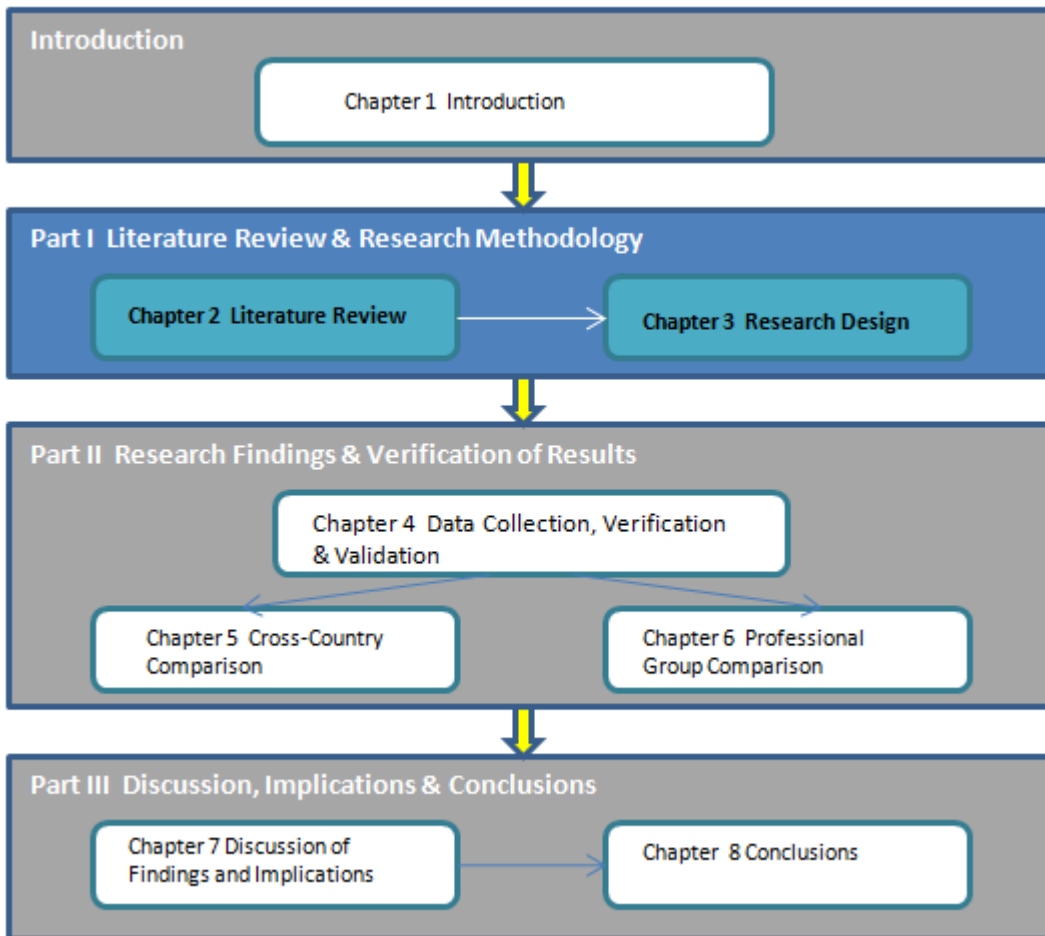 Introduction
Chapter 1 Introduction
Part I Literature Review & Research Methodology
Chapter 2 Literature Review
Chapter 3 Research Design
Part II Research Findings & Verification of Results
Chapter 4 Data Collection, Verification
& Validation
Chapter 5 Cross-Country
Comparison
Chapter 6 Professional
Group Comparison
Part III Discussion, Implications & Conclusions
Chapter 7 Discussion of
Findings and Implications
Chapter 8 Conclusions